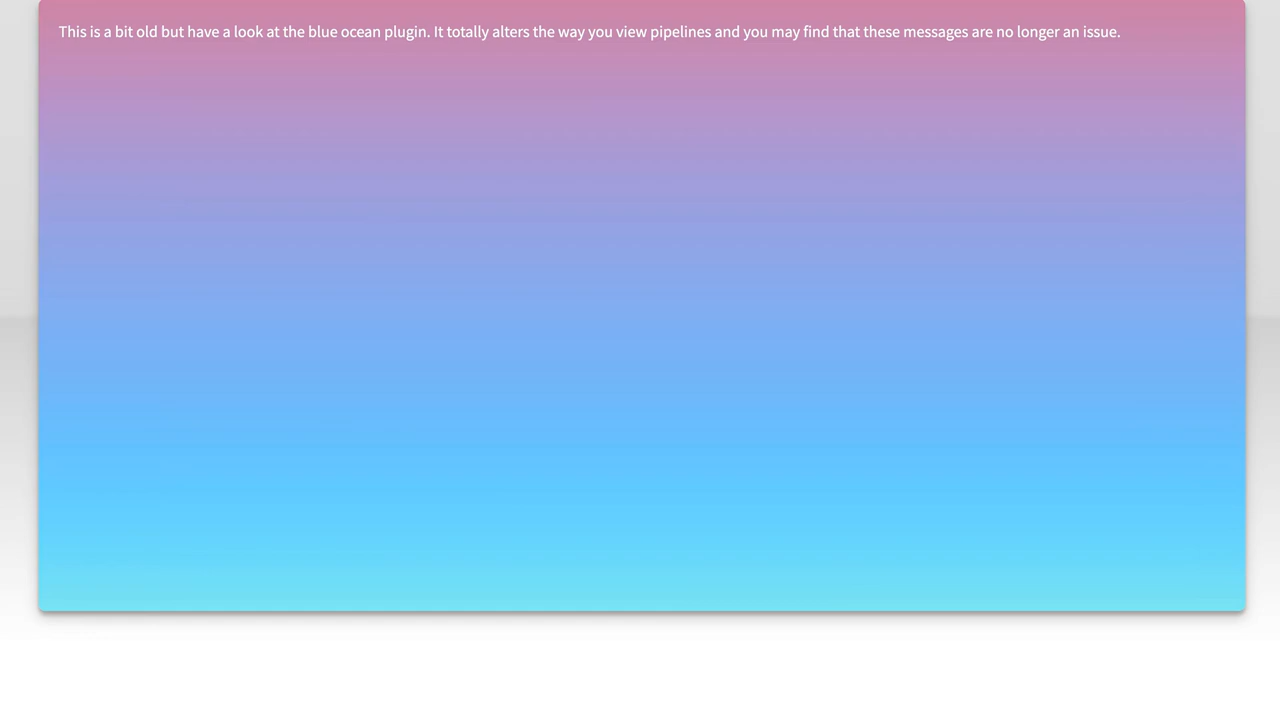 This is a bit old but have a look at the blue ocean plugin. It totally alters the way you view pipelines and you may find that these messages are no longer an issue.